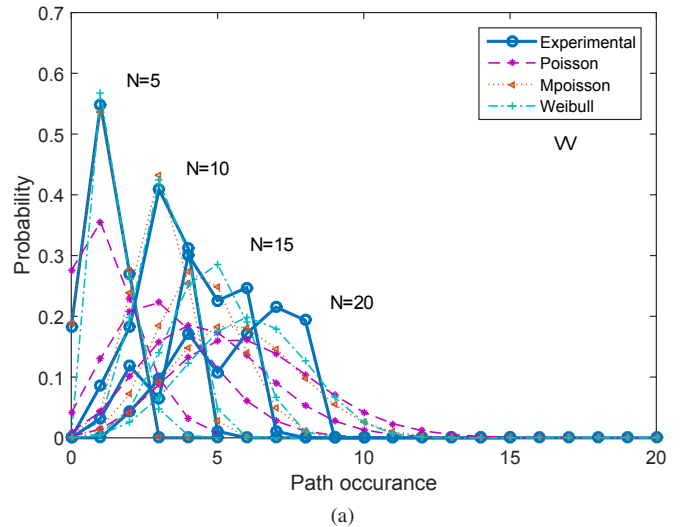 0.7
0.6
0.5
0.4
0.3
0.2
0.1
0
Probability
N=5
N=10
N=15
N=20
Experimental
Poisson
Mpoisson
Weibull
VV
0 5 10 15 20
Path occurance
(a)